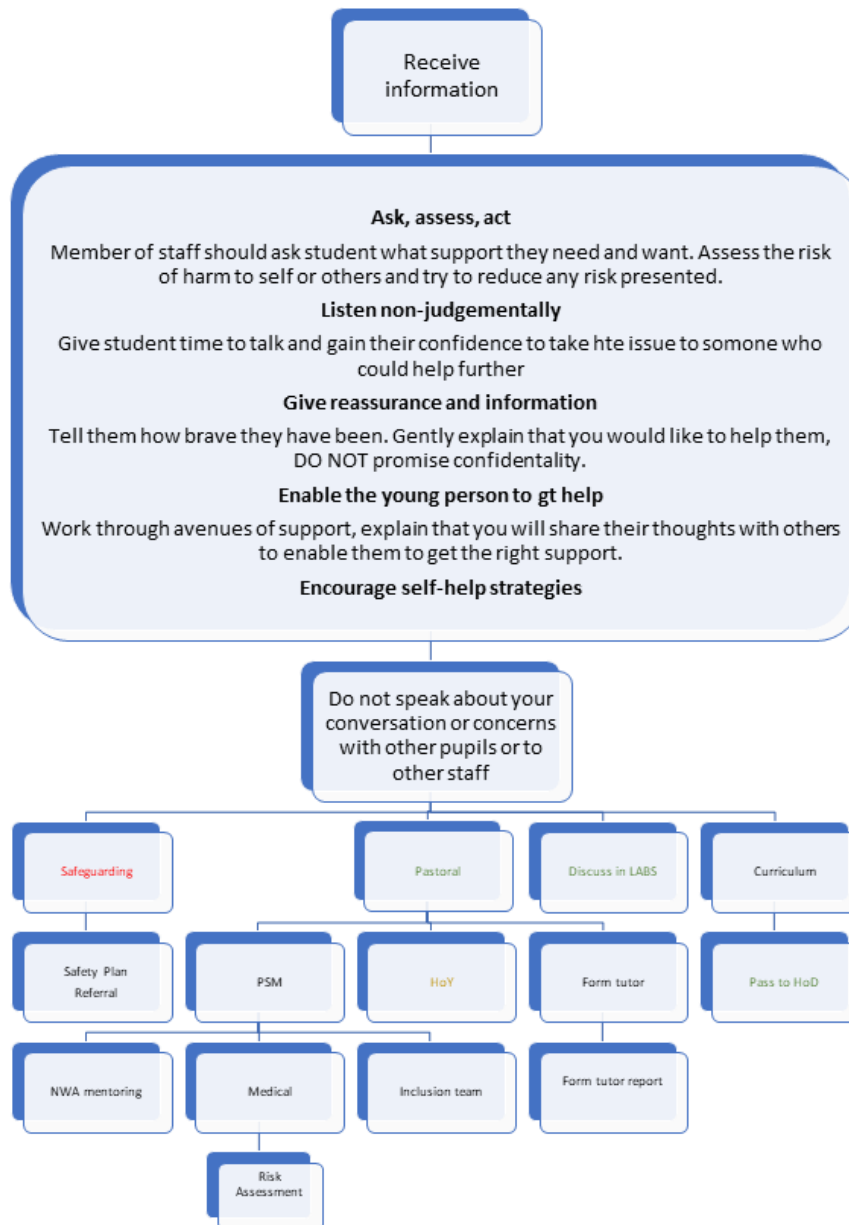 Receive
information
Ask, assess, act
Member of staff should ask student what support they need and want. Assess the risk
of harm to self or others and try to reduce any risk presented.
Listen non-judgementally
Give student time to talk and gain their confidence to take hte issue to somone who
could help further
Give reassurance and information
Tell them how brave they have been. Gently explain that you would like to help them,
DO NOT promise confidentality.
Enable the young person to gt help
Work through avenues of support, explain that you will share their thoughts with others
to enable them to get the right support.
Encourage self-help strategies
Do not speak about your
conversation or concerns
with other pupils or to
other staff
Safeguarding
Pastoral
Discuss in LABS
Curriculum
Safety Plan
Referral
PSM
HoY
Form tutor
Pass to HoD
NWA mentoring
Medical
Inclusion team
Form tutor report
Risk
Assessment